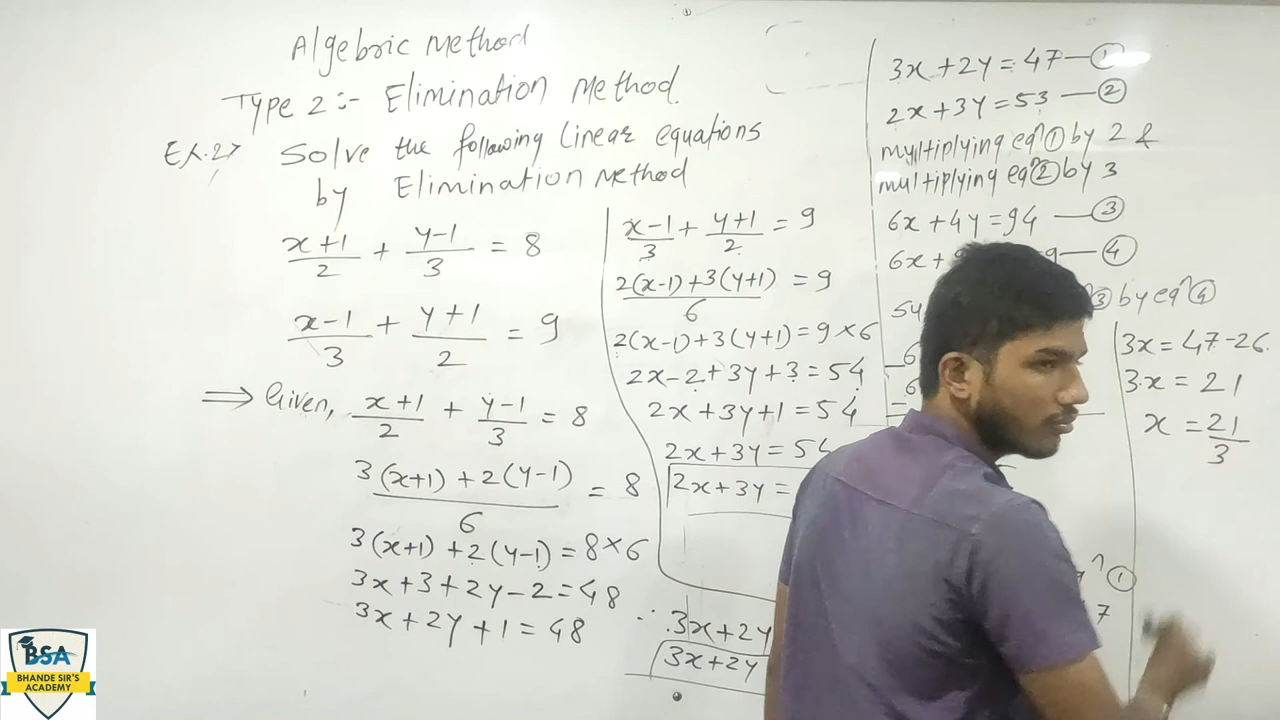 Algebric Method
Type 2 :- Elimination Method.
Ex.2> Solve the following linear equations
by Elimination Method
x+1/2 + y-1/3 = 8
x-1/3 + y+1/2 = 9
⇒ Given, x+1/2 + y-1/3 = 8
3(x+1) + 2(y-1)/6 = 8
3(x+1) + 2(y-1) = 8×6
3x+3+2y-2=48
3x+2y+1=48
∴ 3x+2y
3x+2y
x-1/3 + y+1/2 = 9
2(x-1)+3(y+1)/6 = 9
2(x-1)+3(y+1)=9×6
2x-2+3y+3=54
2x+3y+1=54
2x+3y=54
2x+3y=
3x+2y=47—①
2x+3y=53—②
multiplying eqⁿ① by 2 &
multiplying eqⁿ② by 3
6x+4y=94—③
6x+9 9—④
③ by eqⁿ④
①
7
3x=47-26
3x=21
x=21/3
BSA
BHANDE SIR'S
ACADEMY